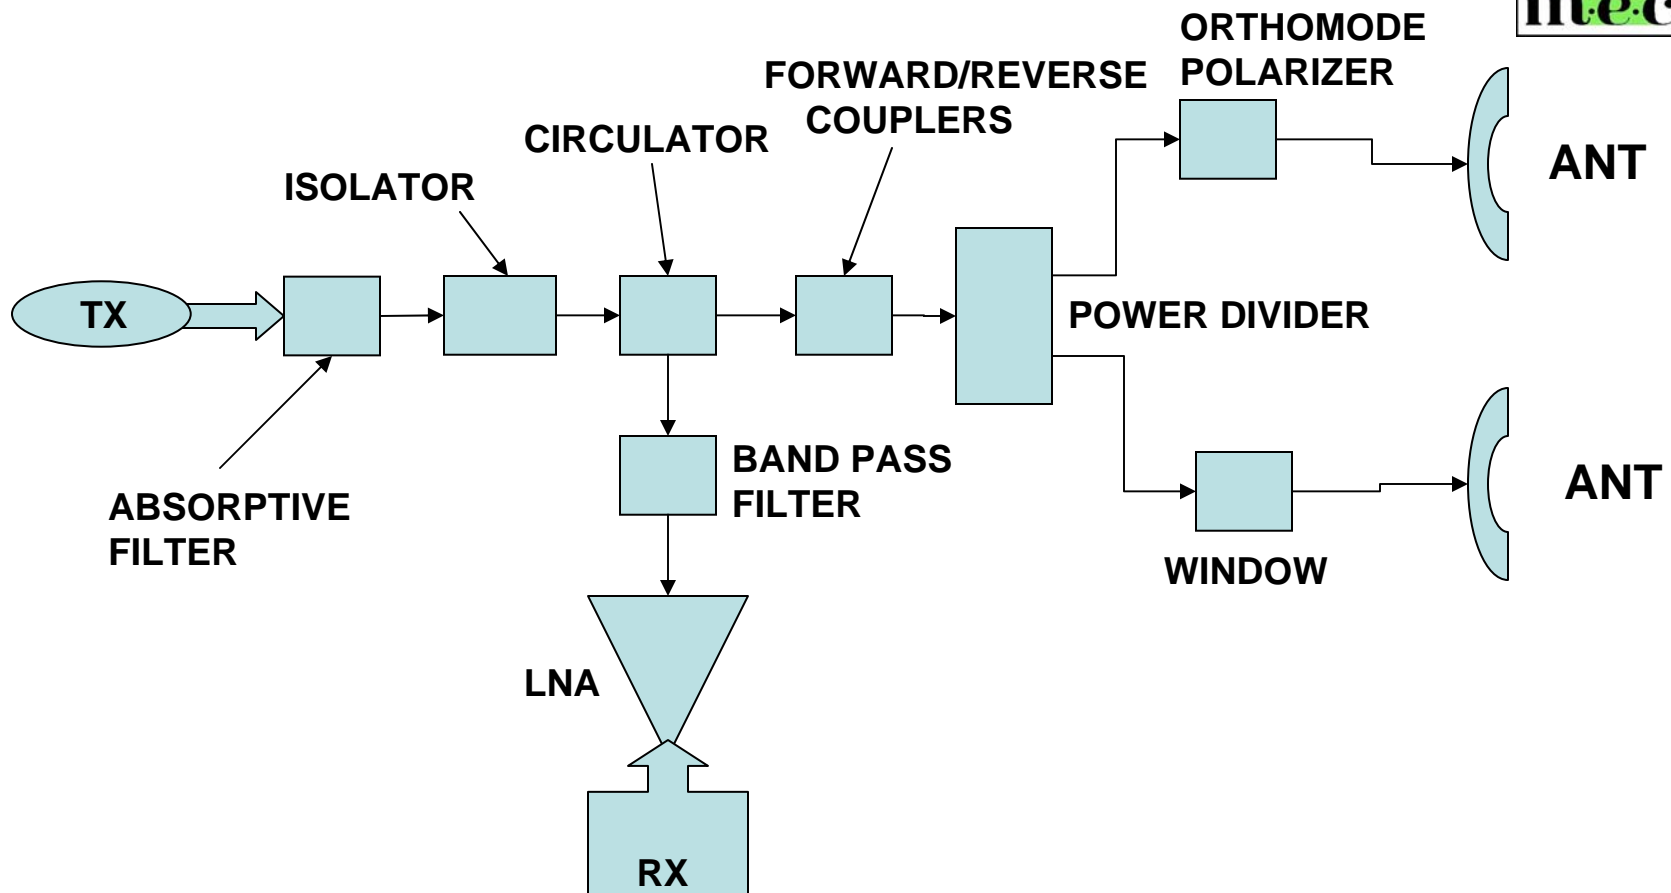 m·e·c
ORTHOMODE
POLARIZER
FORWARD/REVERSE
COUPLERS
CIRCULATOR
ISOLATOR
ANT
TX
POWER DIVIDER
ABSORPTIVE
FILTER
BAND PASS
FILTER
ANT
WINDOW
LNA
RX